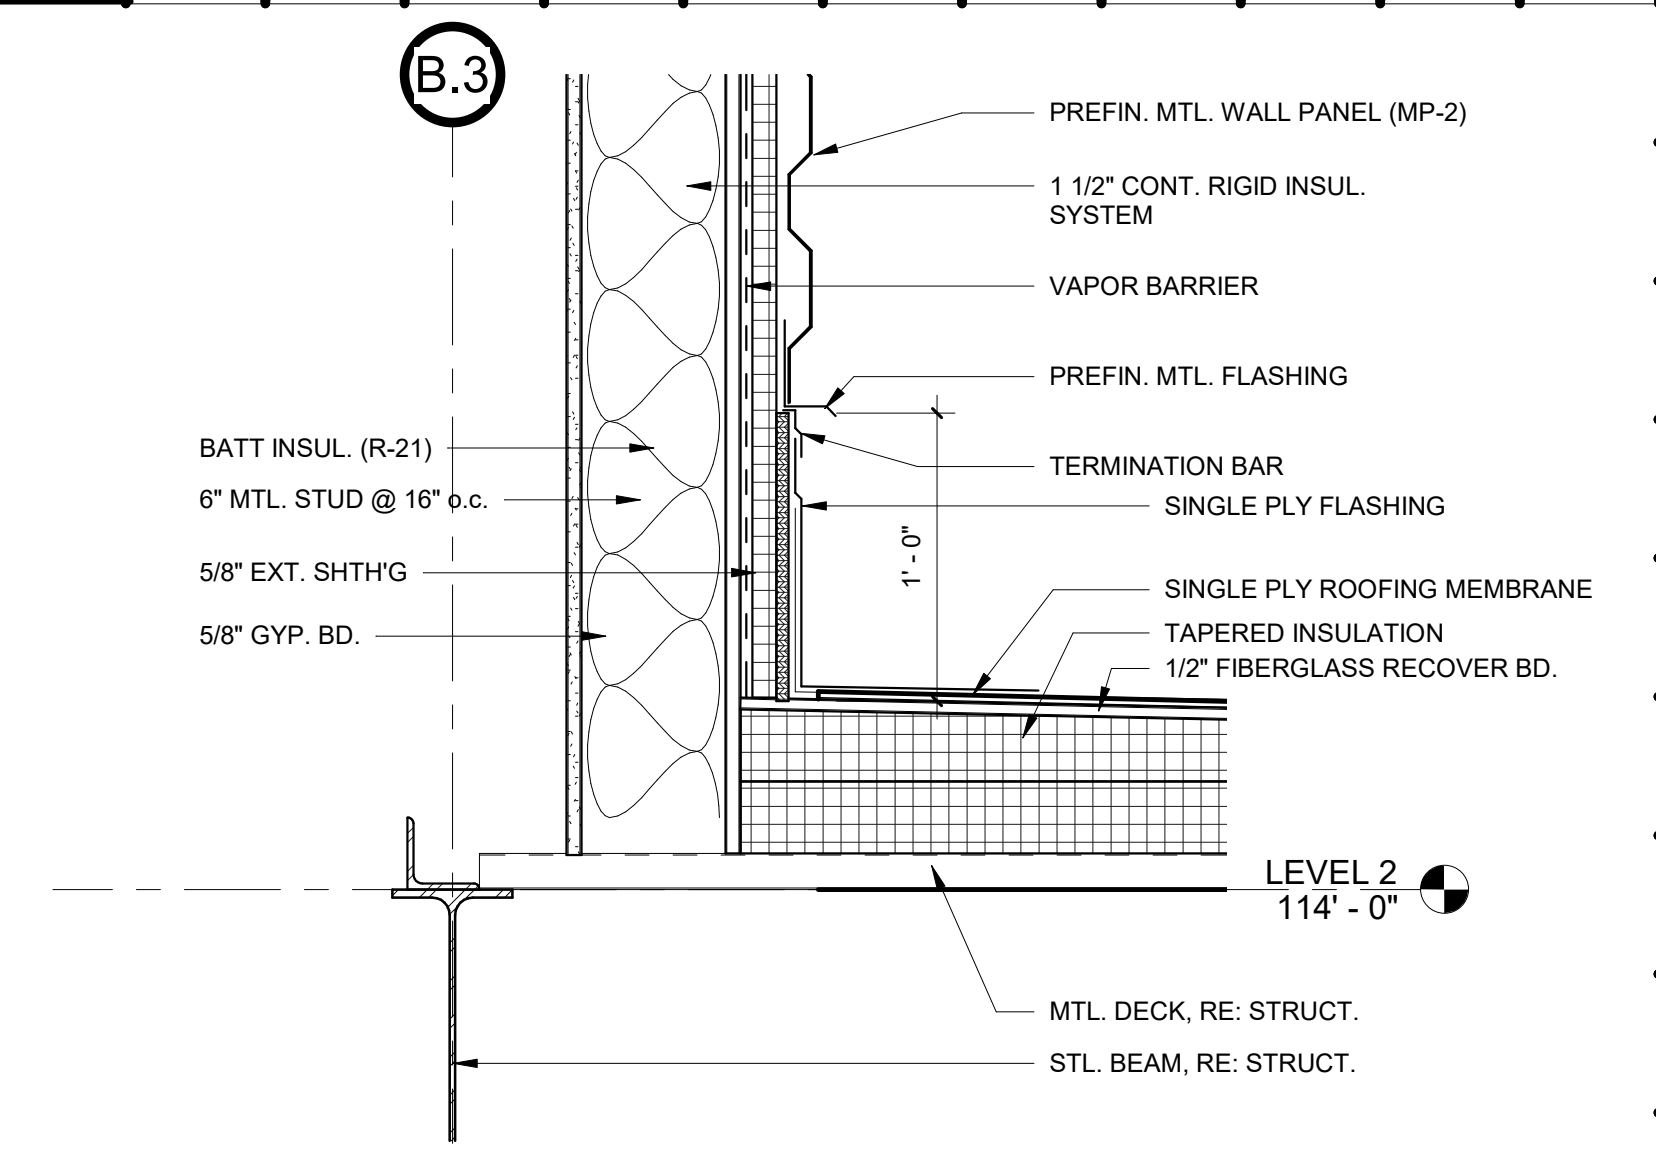 B.3
PREFIN. MTL. WALL PANEL (MP-2)
1 1/2" CONT. RIGID INSUL.
SYSTEM
VAPOR BARRIER
PREFIN. MTL. FLASHING
BATT INSUL. (R-21)
TERMINATION BAR
6" MTL. STUD @ 16" o.c.
SINGLE PLY FLASHING
1' - 0"
5/8" EXT. SHTH'G
SINGLE PLY ROOFING MEMBRANE
5/8" GYP. BD.
TAPERED INSULATION
1/2" FIBERGLASS RECOVER BD.
LEVEL 2
114' - 0"
MTL. DECK, RE: STRUCT.
STL. BEAM, RE: STRUCT.